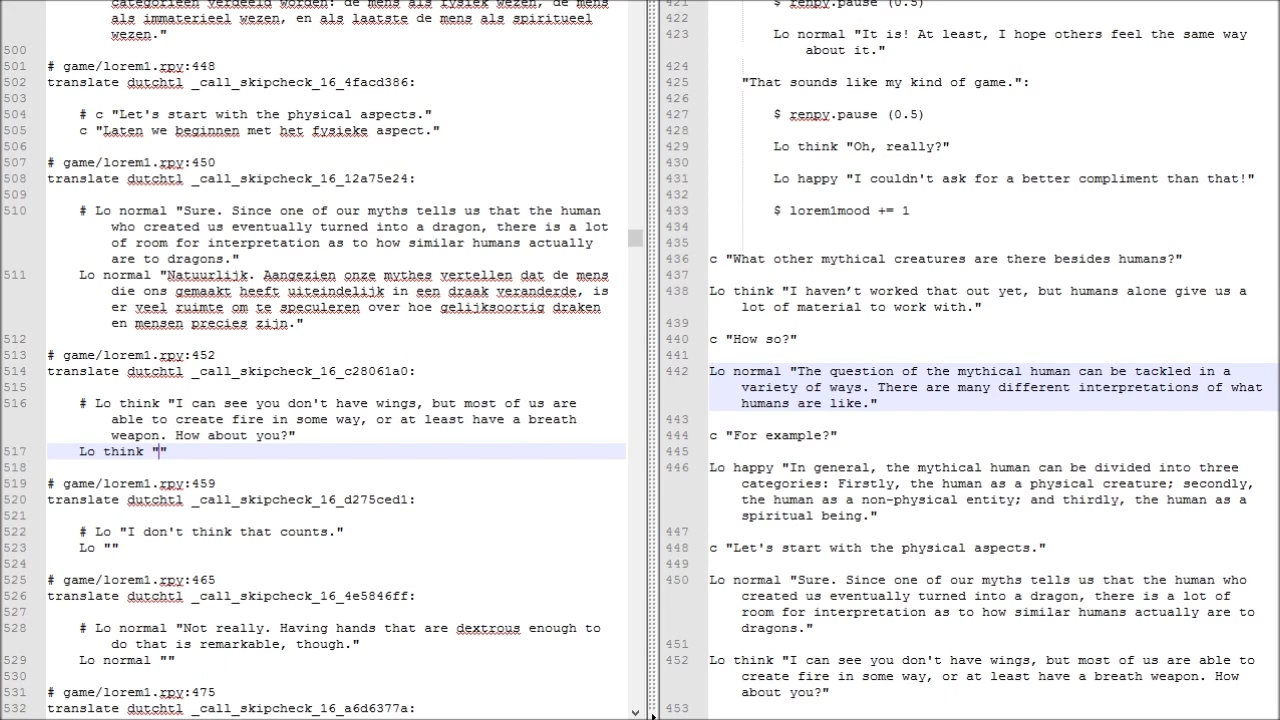 categorieën verdeeld worden: de mens als fysiek wezen, de mens
als immaterieel wezen, en als laatste de mens als spiritueel
wezen."
500
501 # game/lorem1.rpy:448
502 translate dutchtl _call_skipcheck_16_4facd386:
503
504 # c "Let's start with the physical aspects."
505 c "Laten we beginnen met het fysieke aspect."
506
507 # game/lorem1.rpy:450
508 translate dutchtl _call_skipcheck_16_12a75e24:
509
510 # Lo normal "Sure. Since one of our myths tells us that the human
who created us eventually turned into a dragon, there is a lot
of room for interpretation as to how similar humans actually
are to dragons."
511 Lo normal "Natuurlijk. Aangezien onze mythes vertellen dat de mens
die ons gemaakt heeft uiteindelijk in een draak veranderde, is
er veel ruimte om te speculeren over hoe gelijksoortig draken
en mensen precies zijn."
512
513 # game/lorem1.rpy:452
514 translate dutchtl _call_skipcheck_16_c28061a0:
515
516 # Lo think "I can see you don't have wings, but most of us are
able to create fire in some way, or at least have a breath
weapon. How about you?"
517 Lo think ""
518
519 # game/lorem1.rpy:459
520 translate dutchtl _call_skipcheck_16_d275ced1:
521
522 # Lo "I don't think that counts."
523 Lo ""
524
525 # game/lorem1.rpy:465
526 translate dutchtl _call_skipcheck_16_4e5846ff:
527
528 # Lo normal "Not really. Having hands that are dextrous enough to
do that is remarkable, though."
529 Lo normal ""
530
531 # game/lorem1.rpy:475
532 translate dutchtl _call_skipcheck_16_a6d6377a:
421 $ renpy.pause (0.5)
422
423 Lo normal "It is! At least, I hope others feel the same way
about it."
424
425 "That sounds like my kind of game.":
426
427 $ renpy.pause (0.5)
428
429 Lo think "Oh, really?"
430
431 Lo happy "I couldn't ask for a better compliment than that!"
432
433 $ lorem1mood += 1
434
435
436 c "What other mythical creatures are there besides humans?"
437
438 Lo think "I haven’t worked that out yet, but humans alone give us a
lot of material to work with."
439
440 c "How so?"
441
442 Lo normal "The question of the mythical human can be tackled in a
variety of ways. There are many different interpretations of what
humans are like."
443
444 c "For example?"
445
446 Lo happy "In general, the mythical human can be divided into three
categories: Firstly, the human as a physical creature; secondly,
the human as a non-physical entity; and thirdly, the human as a
spiritual being."
447
448 c "Let's start with the physical aspects."
449
450 Lo normal "Sure. Since one of our myths tells us that the human who
created us eventually turned into a dragon, there is a lot of
room for interpretation as to how similar humans actually are to
dragons."
451
452 Lo think "I can see you don't have wings, but most of us are able to
create fire in some way, or at least have a breath weapon. How
about you?"
453